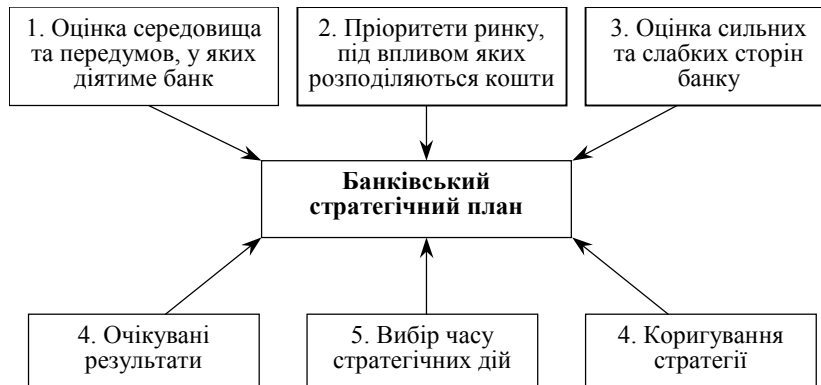 1. Оцінка середовища
та передумов, у яких
діятиме банк
2. Пріоритети ринку,
під впливом яких
розподіляються кошти
3. Оцінка сильних
та слабких сторін
банку
Банківський
стратегічний план
4. Очікувані
результати
5. Вибір часу
стратегічних дій
4. Коригування
стратегії